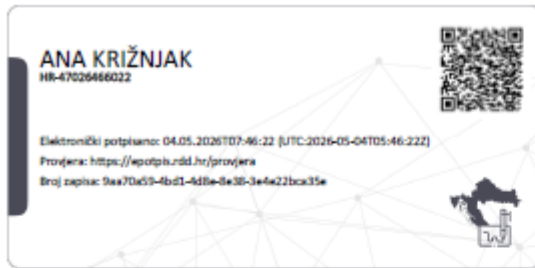 ANA KRIŽNJAK
HR-47026466022
Elektronički potpisano: 04.05.2026T07:46:22 (UTC:2026-05-04T05:46:22Z)
Provjera: https://epotpis.rdd.hr/provjera
Broj zapisa: 9aa70a59-4bd1-4d8e-8e38-3e4e22bca35e